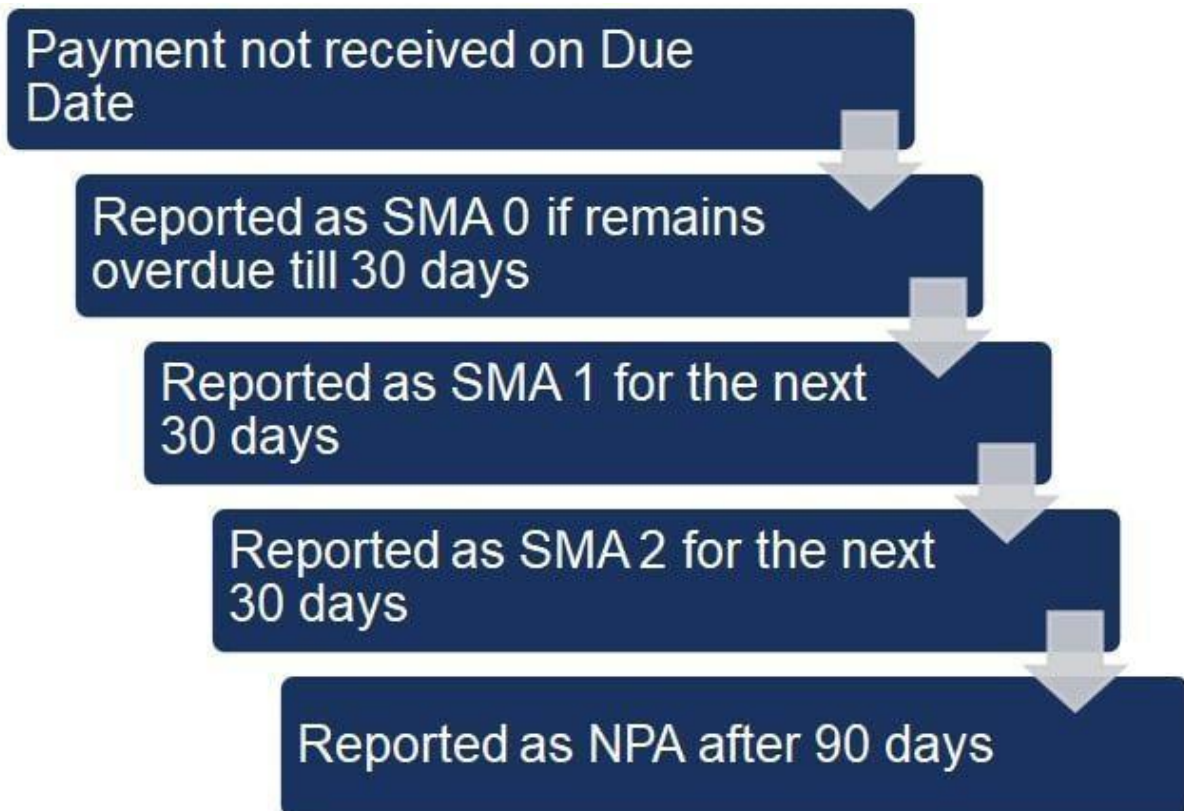 Payment not received on Due
Date
Reported as SMA 0 if remains
overdue till 30 days
Reported as SMA 1 for the next
30 days
Reported as SMA 2 for the next
30 days
Reported as NPA after 90 days